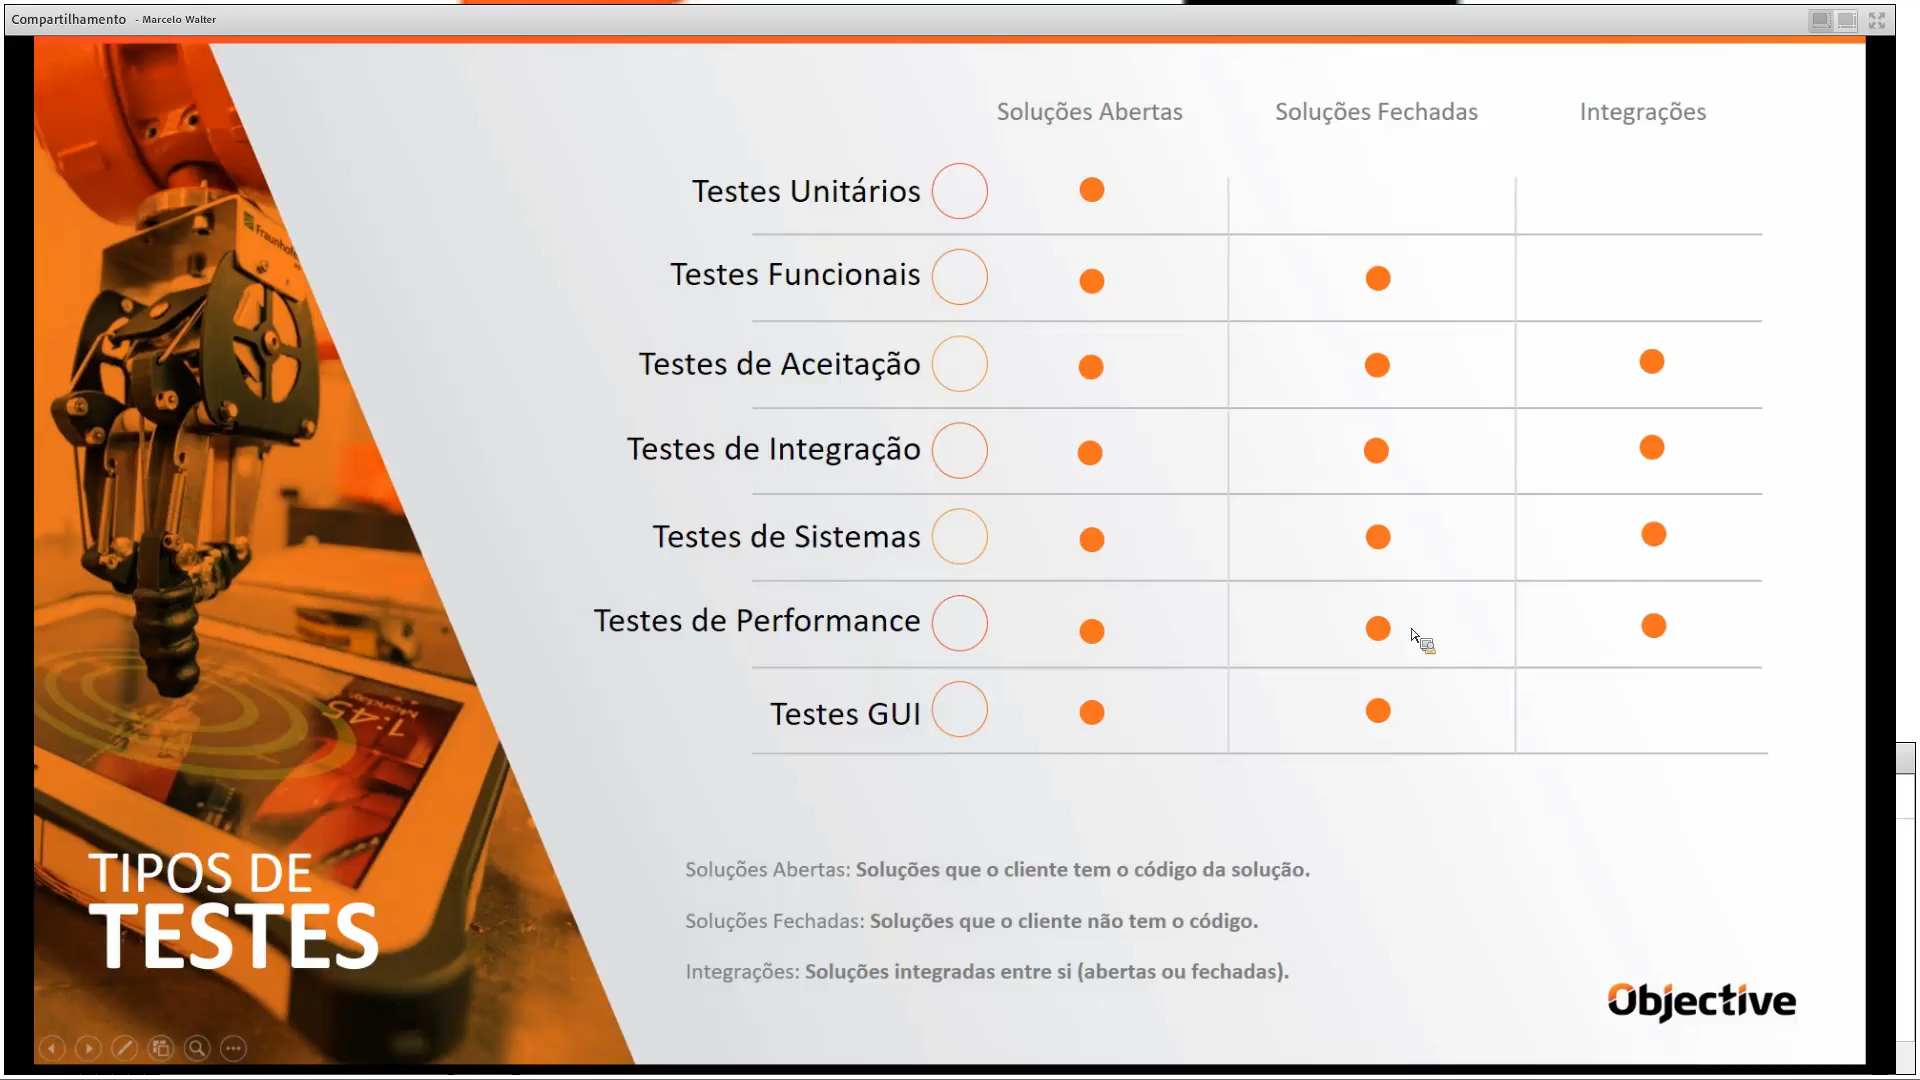 Compartilhamento - Marcelo Walter
Soluções Abertas Soluções Fechadas Integrações
Testes Unitários
Testes Funcionais
Testes de Aceitação
Testes de Integração
Testes de Sistemas
Testes de Performance
Testes GUI
TIPOS DE
TESTES
Soluções Abertas: Soluções que o cliente tem o código da solução.
Soluções Fechadas: Soluções que o cliente não tem o código.
Integrações: Soluções integradas entre si (abertas ou fechadas).
Objective